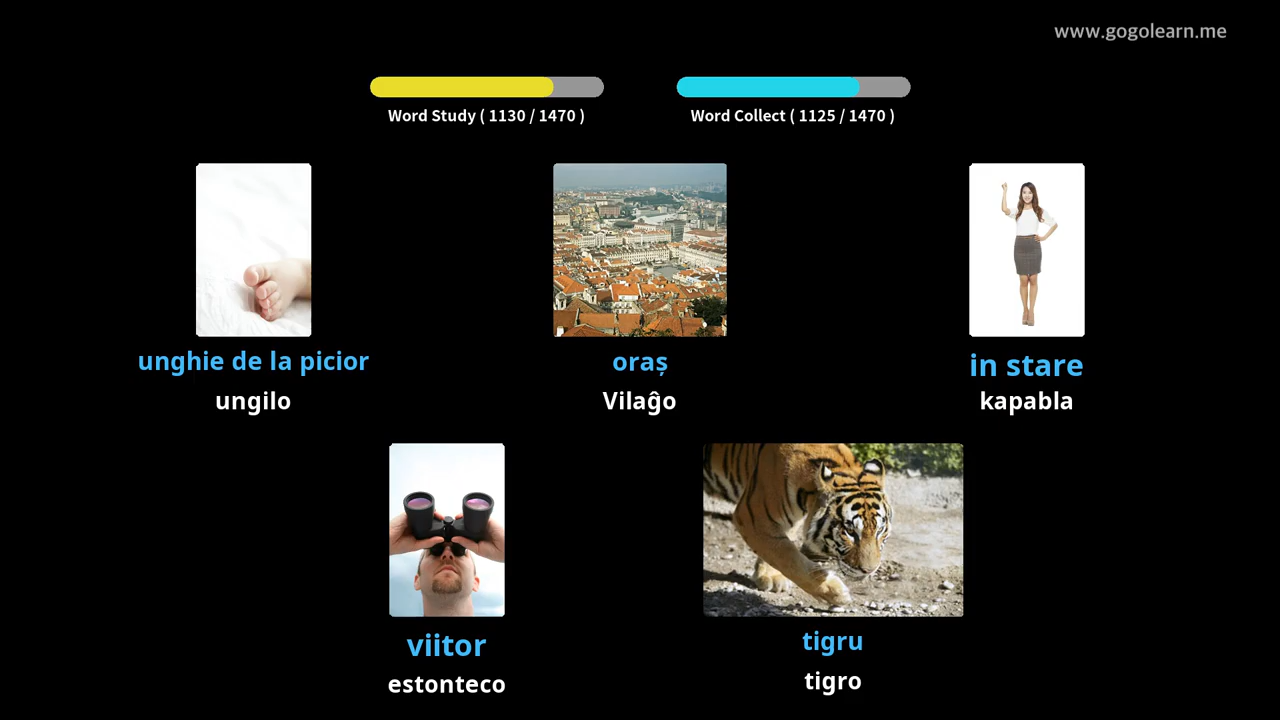 www.gogolearn.me
Word Study ( 1130 / 1470 )
Word Collect ( 1125 / 1470 )
unghie de la picior
ungilo
oraș
Vilaĝo
in stare
kapabla
viitor
estonteco
tigru
tigro